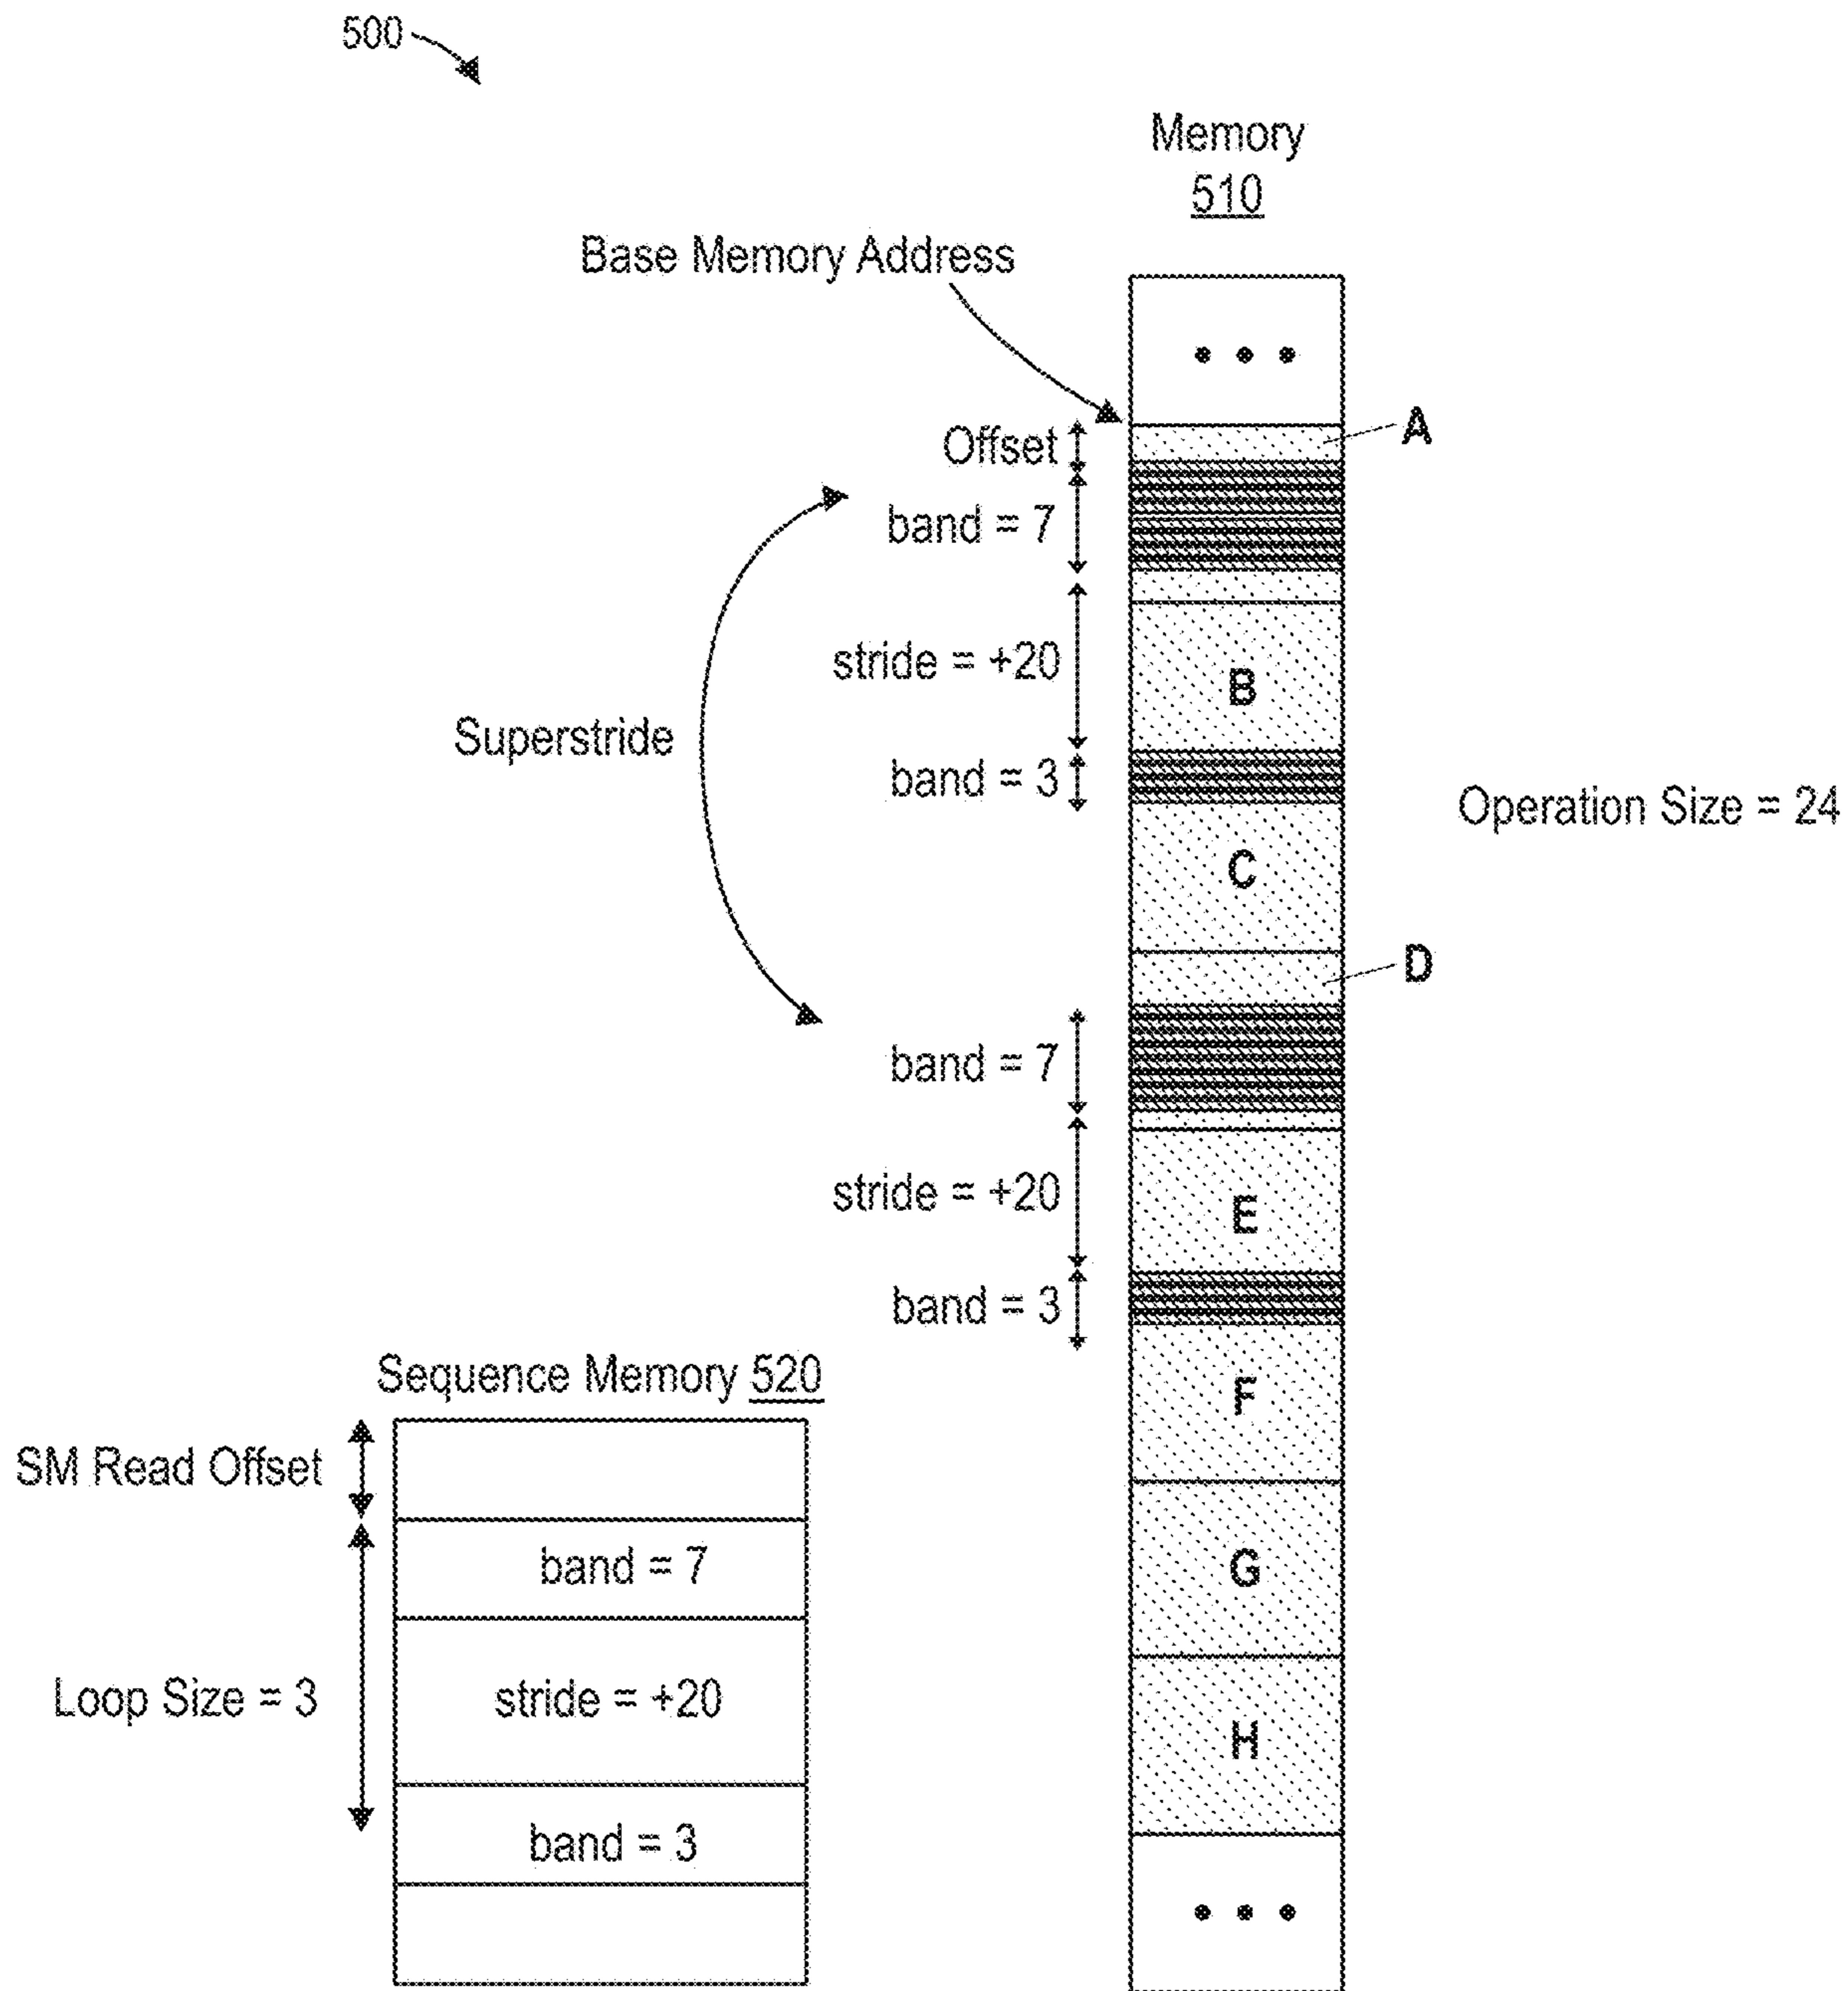 500
Memory
510
Base Memory Address
• • •
A
Offset
band = 7
stride = +20
B
Superstride
band = 3
Operation Size = 24
C
D
band = 7
stride = +20
E
band = 3
Sequence Memory 520
F
SM Read Offset
band = 7
G
Loop Size = 3
stride = +20
H
band = 3
• • •